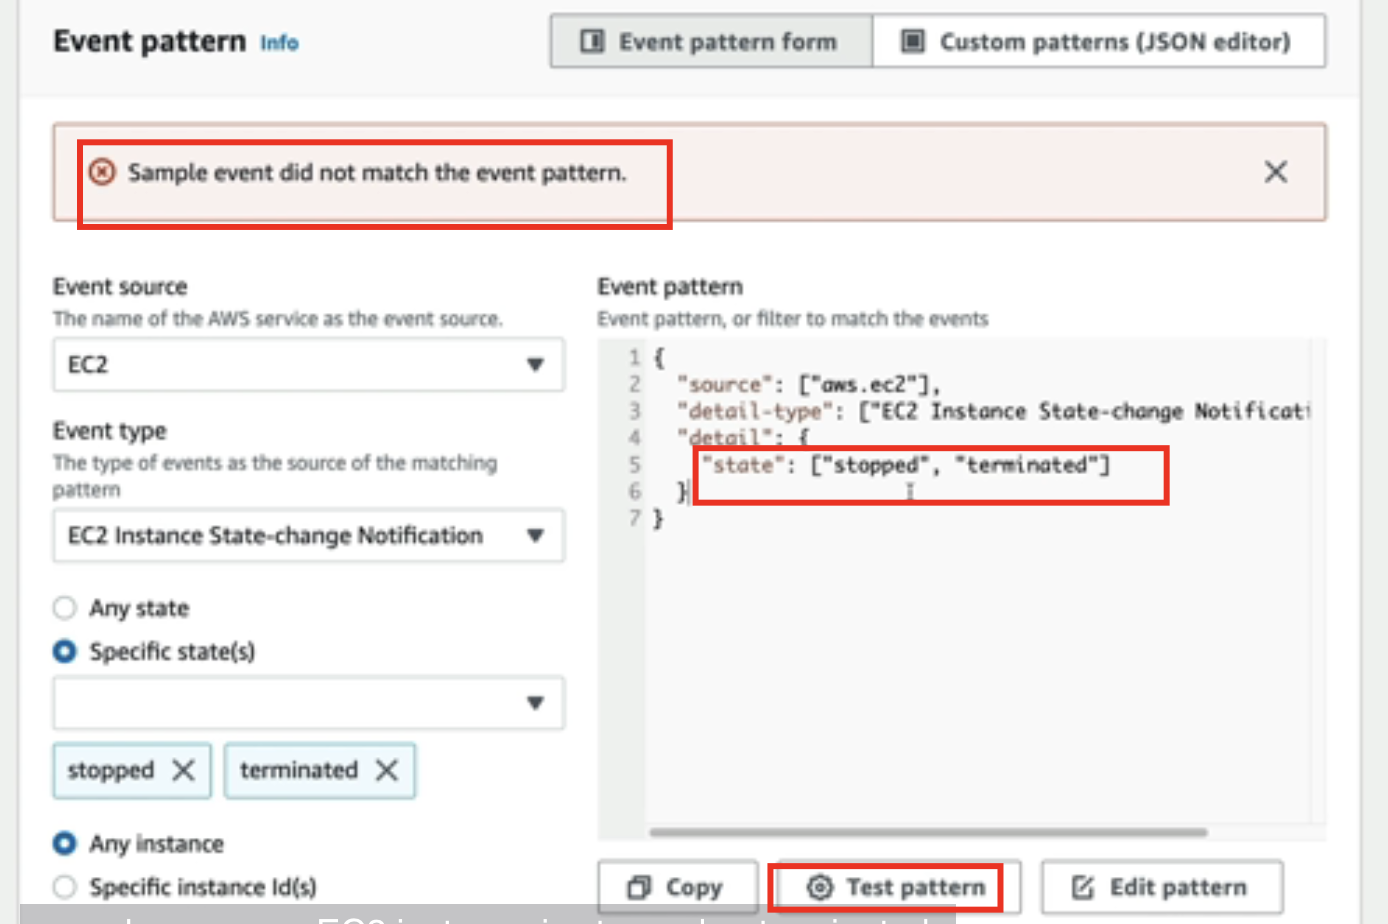 Event pattern Info
Event pattern form
Custom patterns (JSON editor)
Sample event did not match the event pattern.
Event source
The name of the AWS service as the event source.
EC2
Event type
The type of events as the source of the matching
pattern
EC2 Instance State-change Notification
Any state
Specific state(s)
stopped
terminated
Any instance
Specific instance Id(s)
Event pattern
Event pattern, or filter to match the events
1 {
2 "source": ["aws.ec2"],
3 "detail-type": ["EC2 Instance State-change Notificati
4 "detail": {
5 "state": ["stopped", "terminated"]
6 }
7 }
Copy
Test pattern
Edit pattern